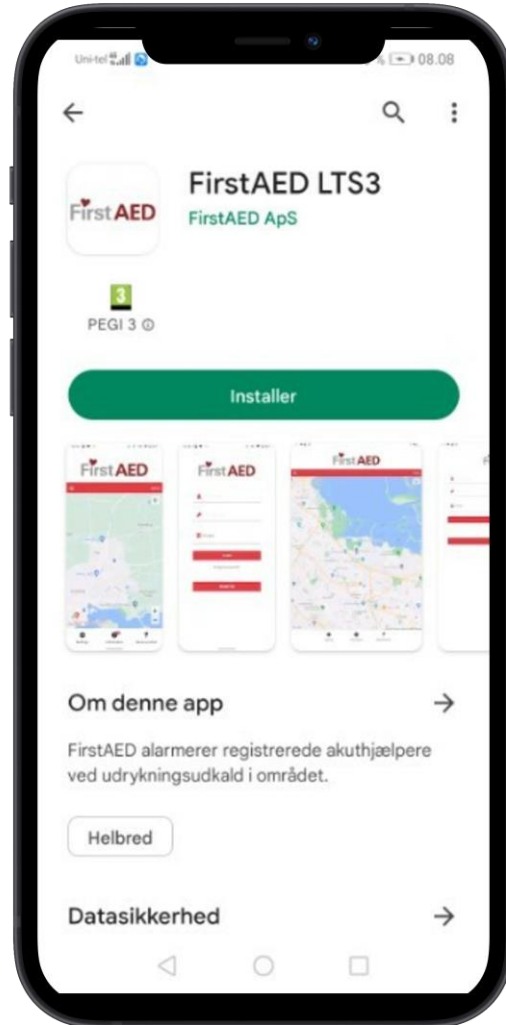 Uni-tel
08.08
FirstAED
FirstAED LTS3
FirstAED ApS
3
PEGI 3
Installer
FirstAED
FirstAED
FirstAED
Om denne app
FirstAED alarmerer registrerede akuthjælpere
ved udrykningsudkald i området.
Helbred
Datasikkerhed